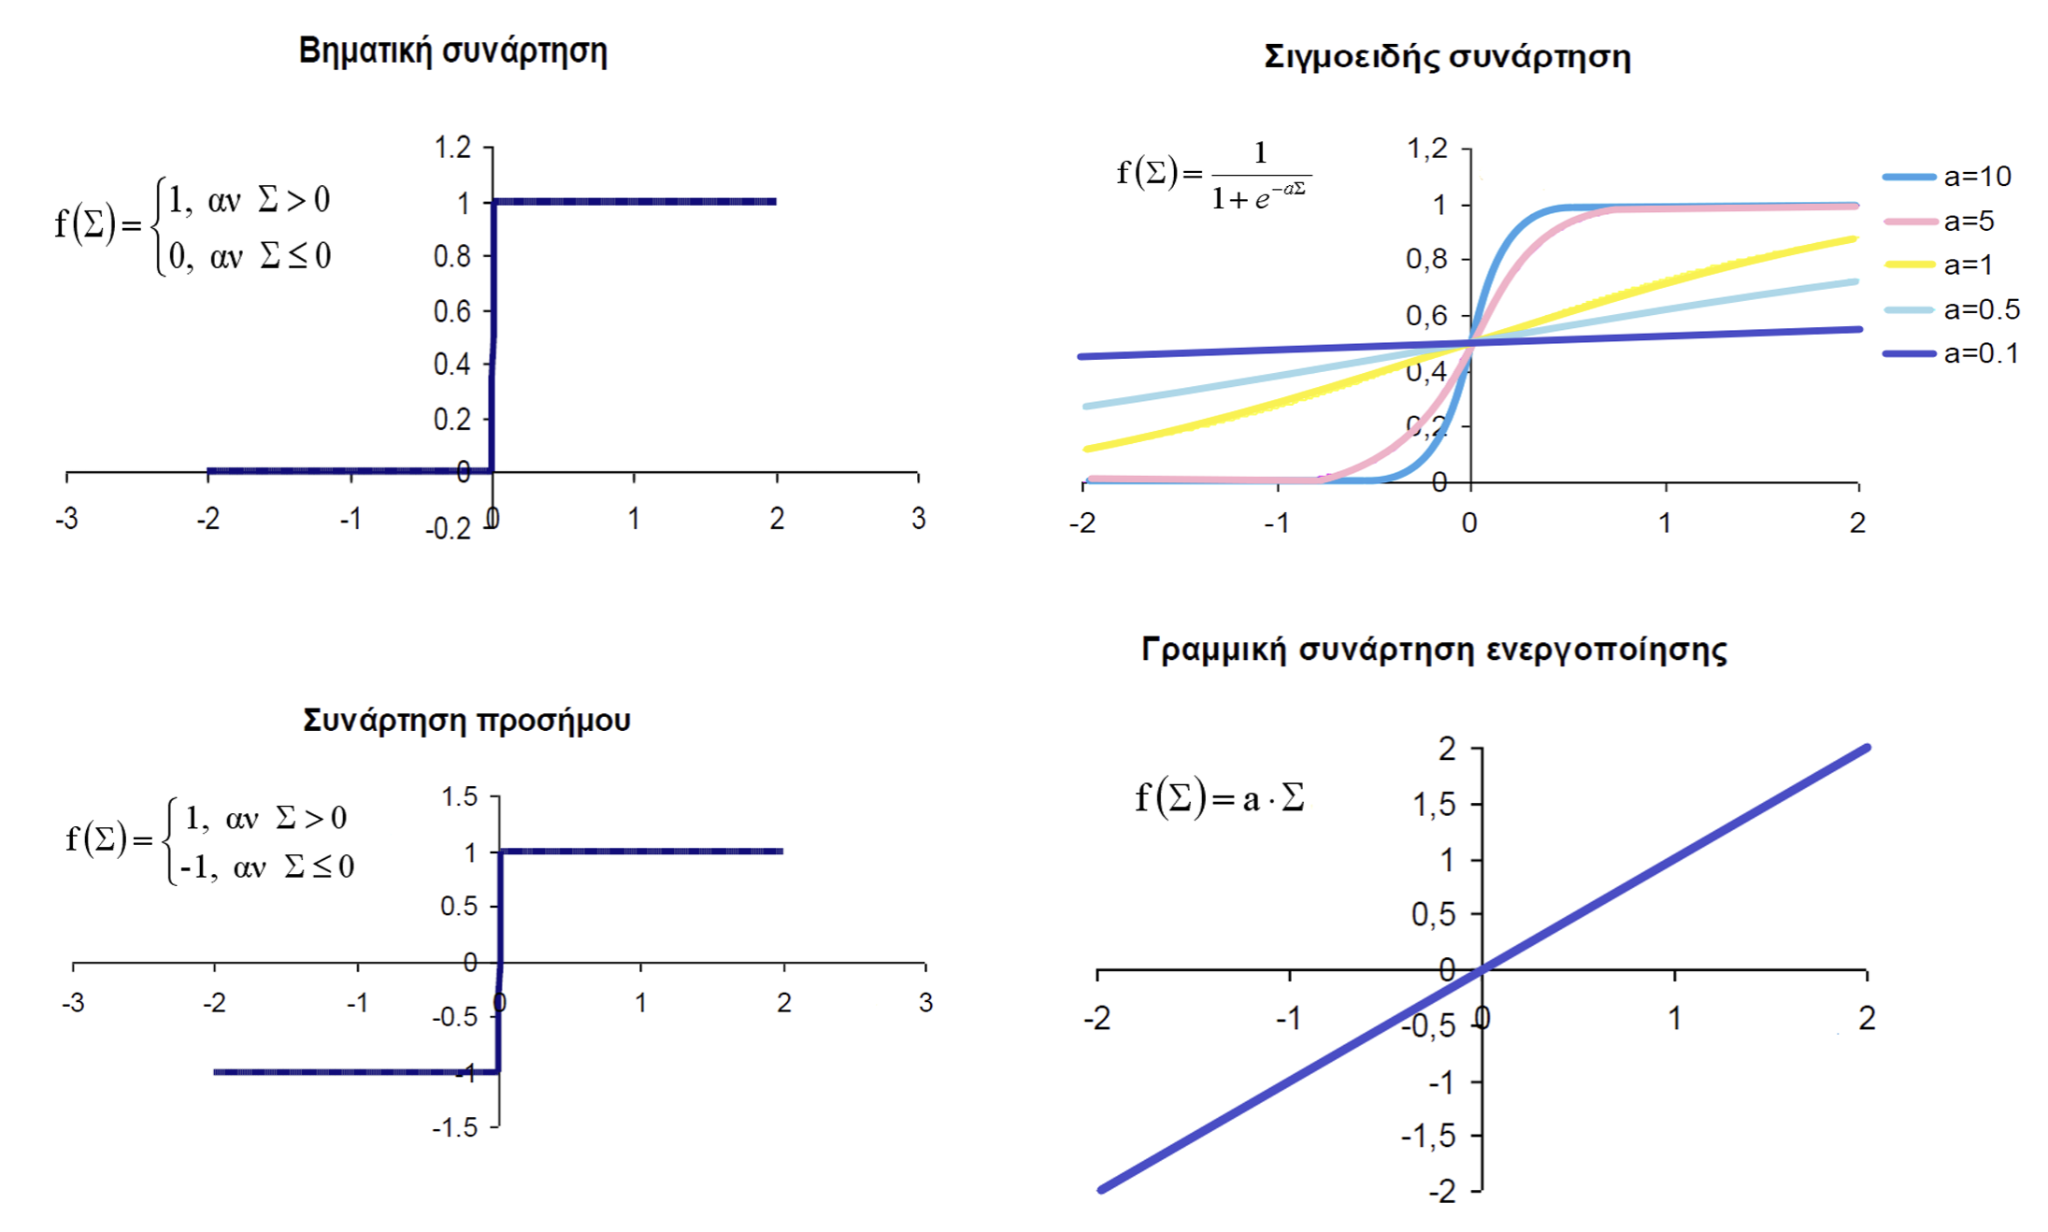 Βηματική συνάρτηση
f(Σ) = {1, αν Σ > 0
0, αν Σ ≤ 0
1.2
1
0.8
0.6
0.4
0.2
0
-0.2
-3 -2 -1 0 1 2 3
Σιγμοειδής συνάρτηση
f(Σ) = 1 / (1 + e^{-aΣ})
1,2
1
0,8
0,6
0,4
0,2
0
-2 -1 0 1 2
a=10
a=5
a=1
a=0.5
a=0.1
Συνάρτηση προσήμου
f(Σ) = {1, αν Σ > 0
-1, αν Σ ≤ 0
1.5
1
0.5
0
-0.5
-1
-1.5
-3 -2 -1 0 1 2 3
Γραμμική συνάρτηση ενεργοποίησης
f(Σ) = a · Σ
2
1,5
1
0,5
0
-0,5
-1
-1,5
-2
-2 -1 0 1 2